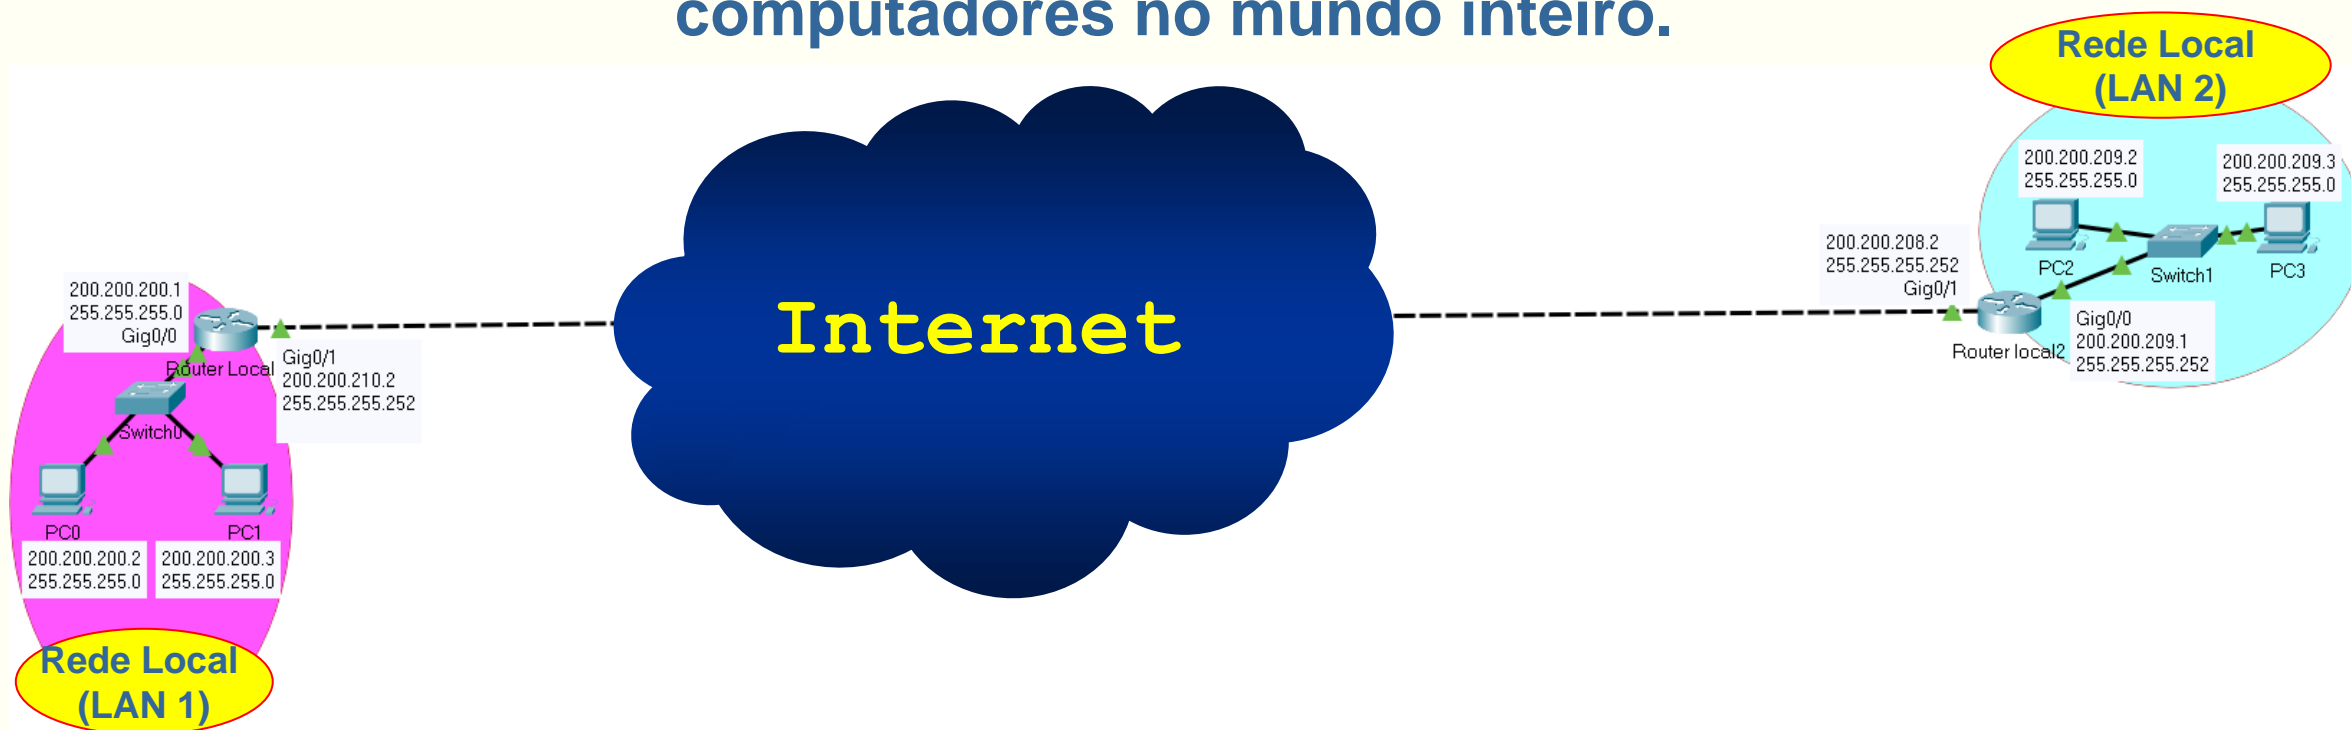 computadores no mundo inteiro.
Rede Local
(LAN 2)
200.200.209.2
255.255.255.0
200.200.209.3
255.255.255.0
PC2
Switch1
PC3
200.200.208.2
255.255.255.252
Gig0/1
Router local2
Gig0/0
200.200.209.1
255.255.255.252
Internet
200.200.200.1
255.255.255.0
Gig0/0
Router Local
Gig0/1
200.200.210.2
255.255.255.252
Switch0
PC0
PC1
200.200.200.2
255.255.255.0
200.200.200.3
255.255.255.0
Rede Local
(LAN 1)